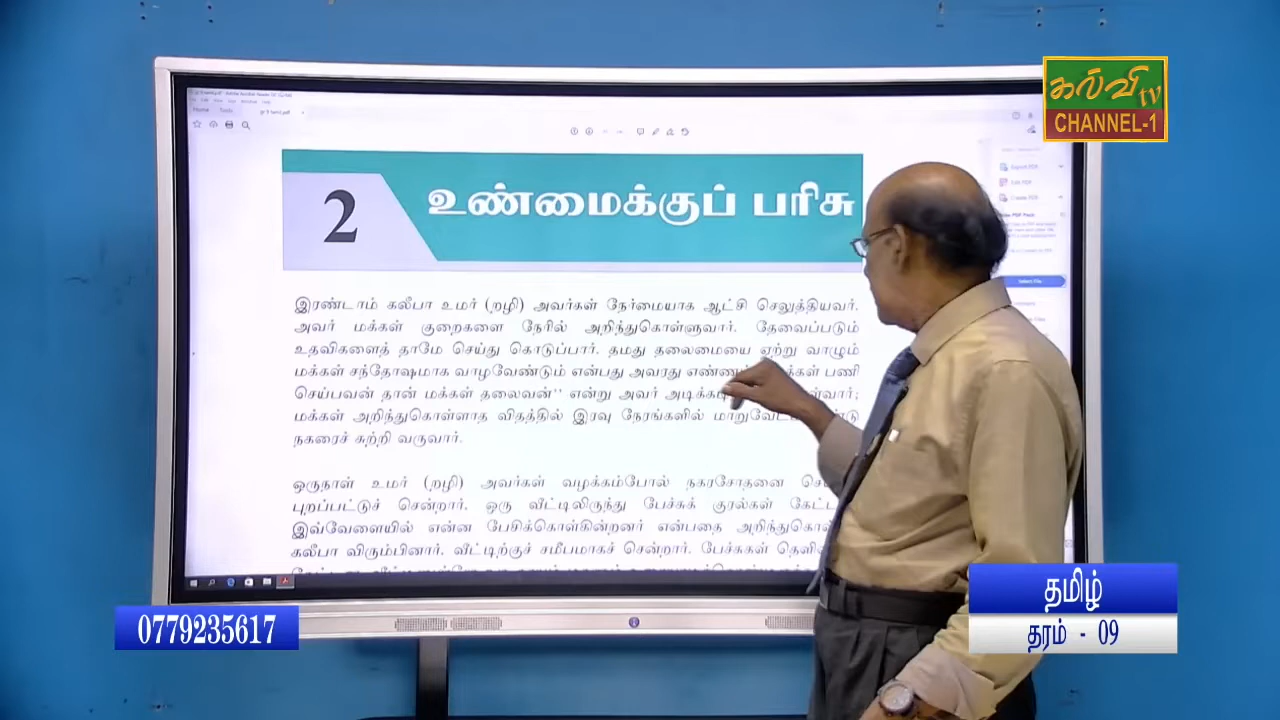 கல்வி tv
CHANNEL-1
2
உண்மைக்குப் பரிசு
இரண்டாம் கலீபா உமர் (றழி) அவர்கள் நேர்மையாக ஆட்சி செலுத்தியவர்.
அவர் மக்கள் குறைகளை நேரில் அறிந்துகொள்ளுவார். தேவைப்படும்
உதவிகளைத் தாமே செய்து கொடுப்பார். தமது தலைமையை ஏற்று வாழும்
மக்கள் சந்தோஷமாக வாழவேண்டும் என்பது அவரது பணி
செய்பவன் தான் மக்கள் தலைவன்" என்று அவர்
மக்கள் அறிந்துகொள்ளாத விதத்தில் இரவு நேரங்களில்
நகரைச் சுற்றி வருவார்.
ஒருநாள் உமர் (றழி) அவர்கள் வழக்கம்போல் நகரசோதனை
புறப்பட்டுச் சென்றார். ஒரு வீட்டிலிருந்து பேச்சுக் குரல்கள்
இவ்வேளையில் என்ன பேசிக்கொள்கின்றனர் என்பதை
கலீபா விரும்பினார். வீட்டிற்குச் சமீபமாகச் சென்றார். பேச்சுகள்
0779235617
தமிழ்
தரம் - 09